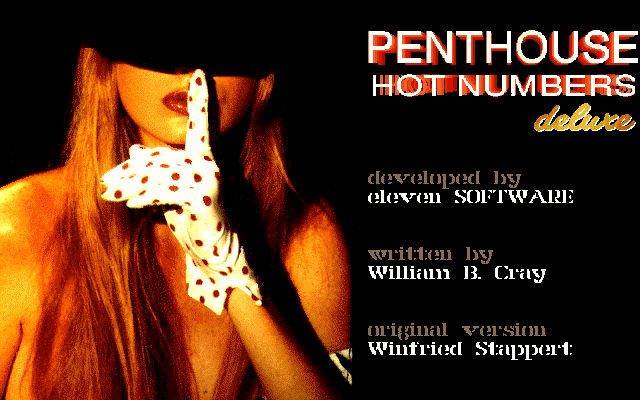 PENTHOUSE
HOT NUMBERS
deluxe
developed by
eleven SOFTWARE
written by
William B. Cray
original version
Winfried Stappert